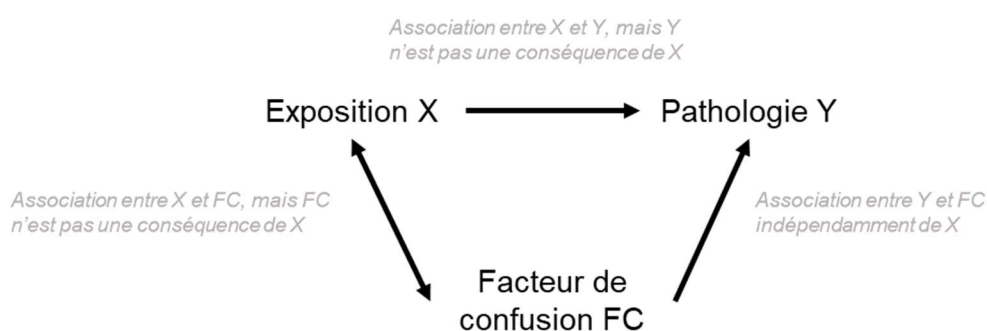 Association entre X et Y, mais Y
n'est pas une conséquence de X
Exposition X
Pathologie Y
Association entre X et FC, mais FC
n'est pas une conséquence de X
Association entre Y et FC
indépendamment de X
Facteur de
confusion FC